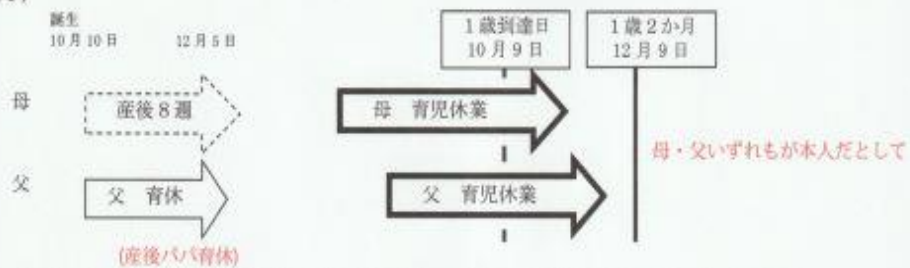 誕生
10月10日
12月5日
1歳到達日
10月9日
1歳2か月
12月9日
母
産後8週
母 育児休業
母・父いずれもが本人だとして
父
父 育休
父 育児休業
(産後パパ育休)